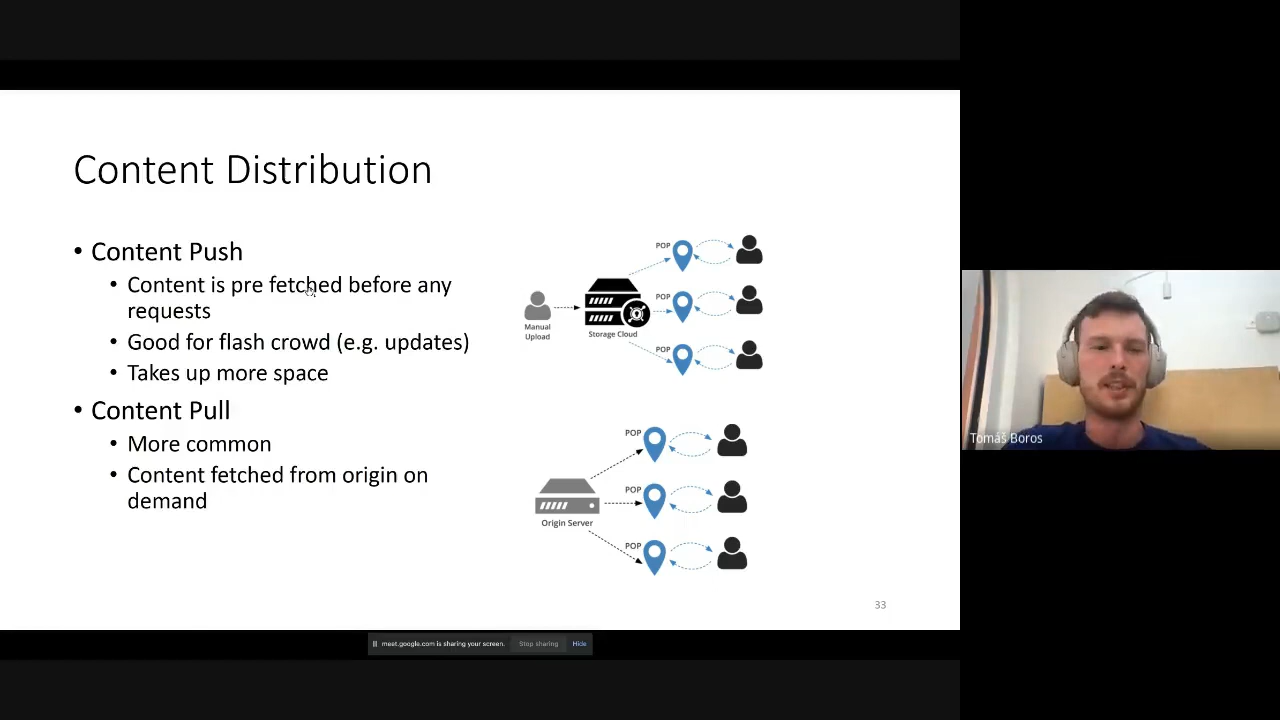 Content Distribution
• Content Push
• Content is pre fetched before any
requests
• Good for flash crowd (e.g. updates)
• Takes up more space
• Content Pull
• More common
• Content fetched from origin on
demand
Manual
Upload
Storage Cloud
POP
POP
POP
Origin Server
POP
POP
POP
33
Tomáš Boros
meet.google.com is sharing your screen.
Stop sharing
Hide